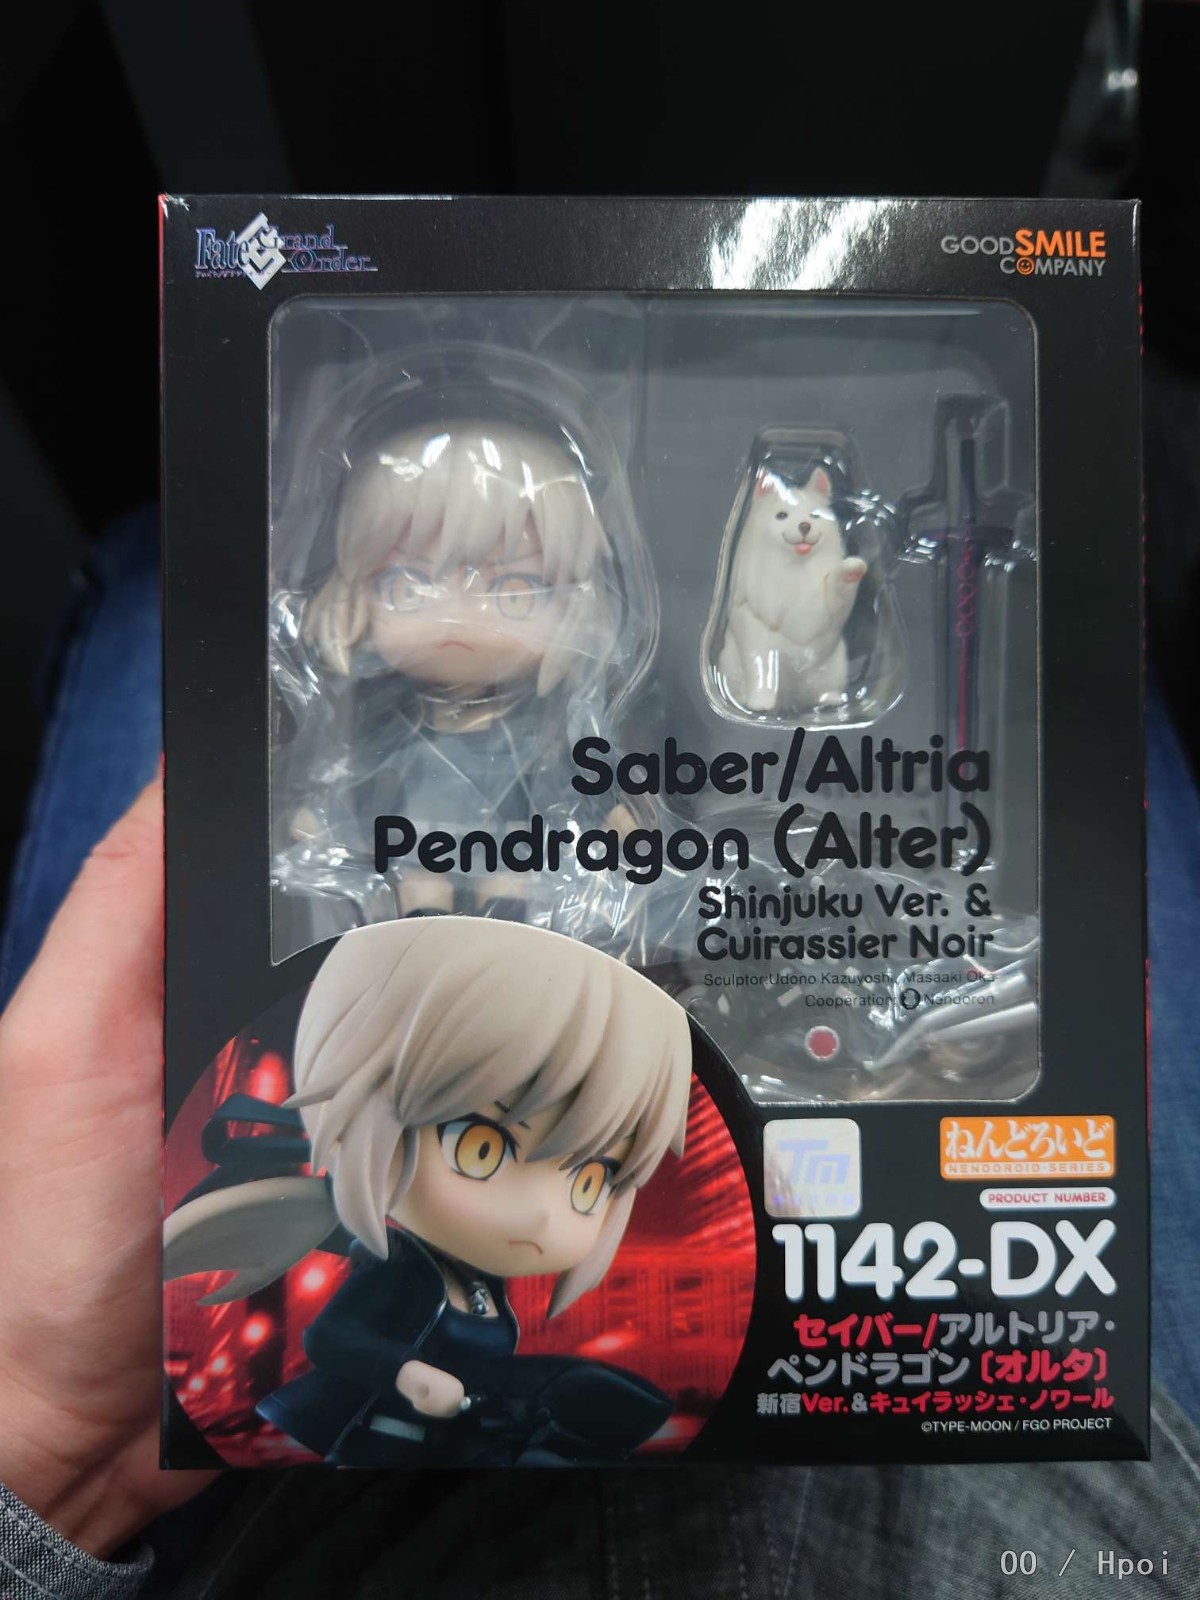 Fate Grand Order
GOOD SMILE COMPANY
Saber/Altria
Pendragon (Alter)
Shinjuku Ver. &
Cuirassier Noir
Sculptor:Udono Kazuyoshi, Masaaki Oka
Cooperation: Nendoron
Tm
ねんどろいど
NENDOROID-SERIES
PRODUCT NUMBER
1142-DX
セイバー/アルトリア・
ペンドラゴン〔オルタ〕
新宿Ver.&キュイラッシェ・ノワール
©TYPE-MOON / FGO PROJECT
00 / Hpoi